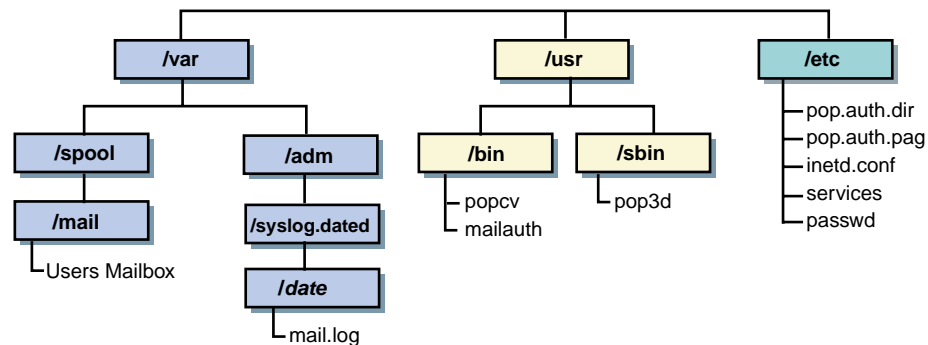 /var
/usr
/etc
/spool
/adm
/bin
/sbin
pop.auth.dir
pop.auth.pag
inetd.conf
services
passwd
/mail
/syslog.dated
popcv
mailauth
pop3d
Users Mailbox
/date
mail.log